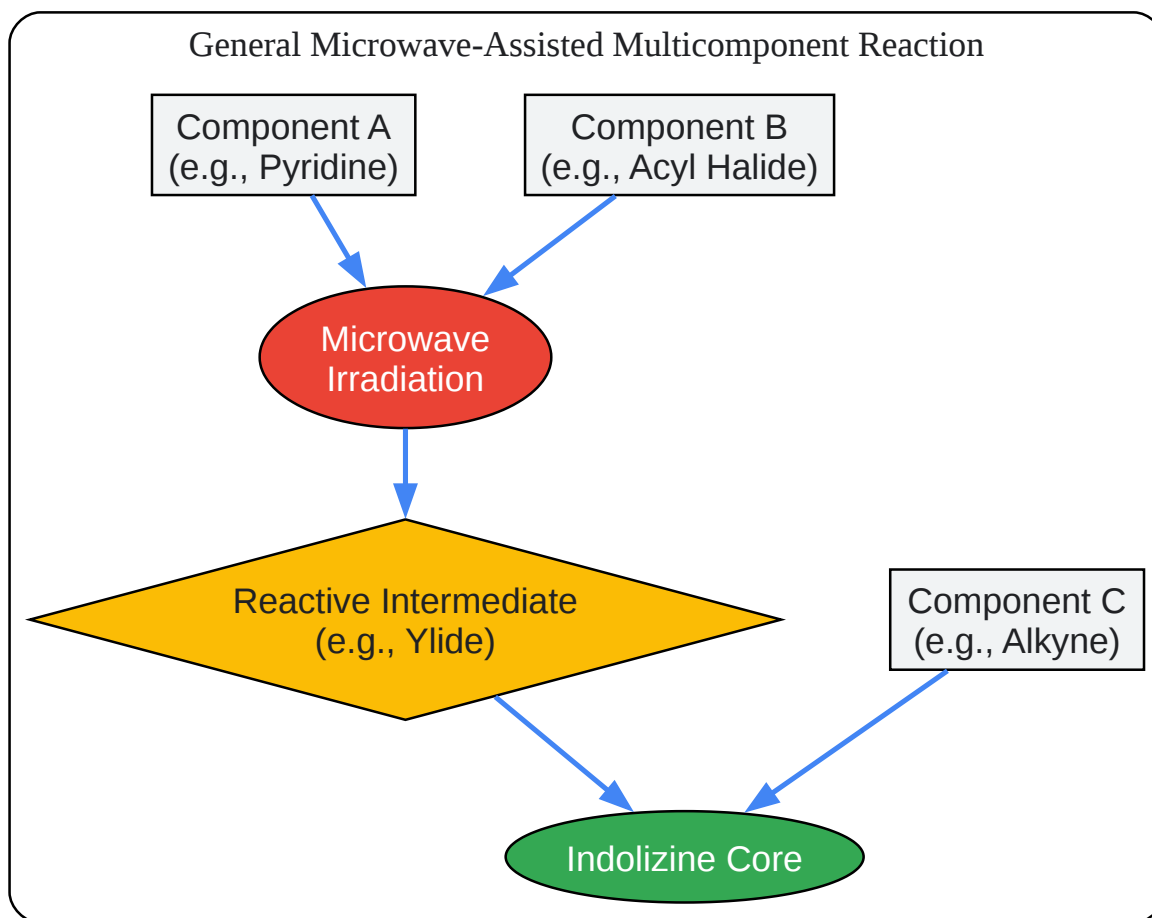 General Microwave-Assisted Multicomponent Reaction
Component A
(e.g., Pyridine)
Component B
(e.g., Acyl Halide)
Microwave
Irradiation
Reactive Intermediate
(e.g., Ylide)
Component C
(e.g., Alkyne)
Indolizine Core